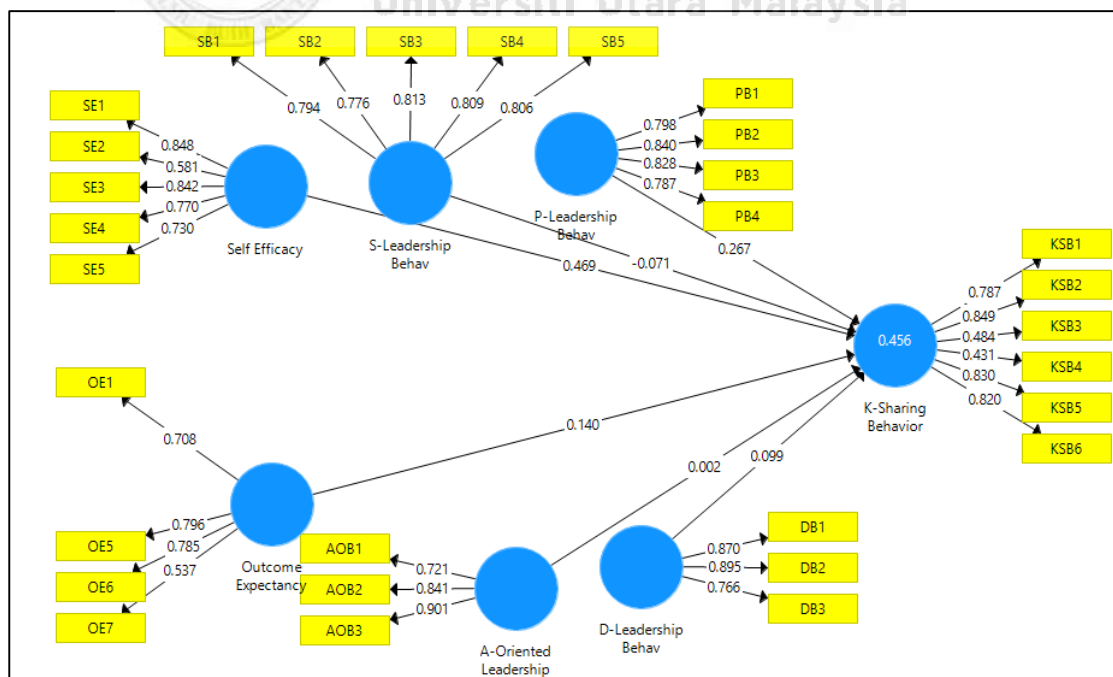 Universiti Utara Malaysia
SB1 SB2 SB3 SB4 SB5
0.794 0.776 0.813 0.809 0.806
SE1
SE2
SE3
SE4
SE5
0.848
0.581
0.842
0.770
0.730
Self Efficacy
S-Leadership
Behav
P-Leadership
Behav
PB1
PB2
PB3
PB4
0.798
0.840
0.828
0.787
0.267
-0.071
0.469
KSB1
KSB2
KSB3
KSB4
KSB5
KSB6
0.787
0.849
0.484
0.431
0.830
0.820
0.456
K-Sharing
Behavior
OE1
0.708
0.140
0.002
0.099
OE5
OE6
OE7
0.796
0.785
0.537
Outcome
Expectancy
AOB1
AOB2
AOB3
0.721
0.841
0.901
A-Oriented
Leadership
D-Leadership
Behav
DB1
DB2
DB3
0.870
0.895
0.766